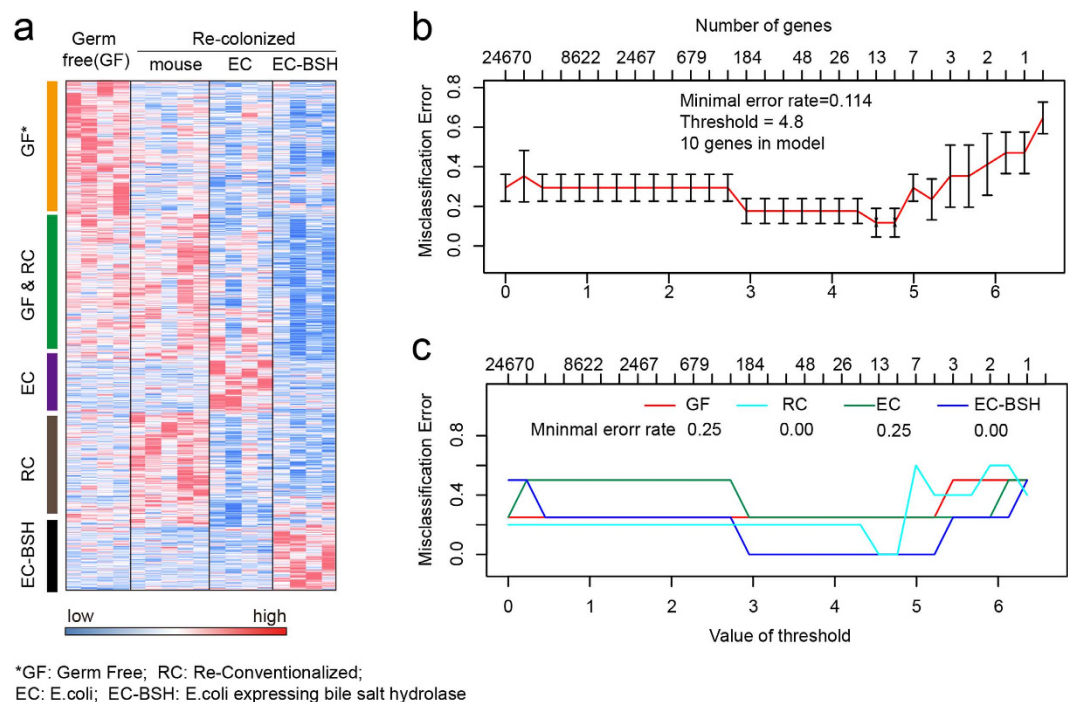 a
Germ
free(GF)
Re-colonized
mouse EC EC-BSH
GF*
GF & RC
EC
RC
EC-BSH
low high
*GF: Germ Free; RC: Re-Conventionalized;
EC: E.coli; EC-BSH: E.coli expressing bile salt hydrolase
b
Number of genes
24670 8622 2467 679 184 48 26 13 7 3 2 1
Misclassification Error
0.8
0.6
0.4
0.2
0.0
Minimal error rate=0.114
Threshold = 4.8
10 genes in model
0 1 2 3 4 5 6
c
24670 8622 2467 679 184 48 26 13 7 3 2 1
Misclassification Error
0.8
0.4
0.0
GF RC EC EC-BSH
Mninmal erorr rate 0.25 0.00 0.25 0.00
0 1 2 3 4 5 6
Value of threshold